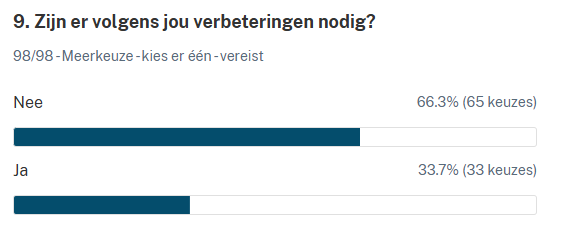 9. Zijn er volgens jou verbeteringen nodig?
98/98 - Meerkeuze - kies er één - vereist
Nee 66.3% (65 keuzes)
Ja 33.7% (33 keuzes)